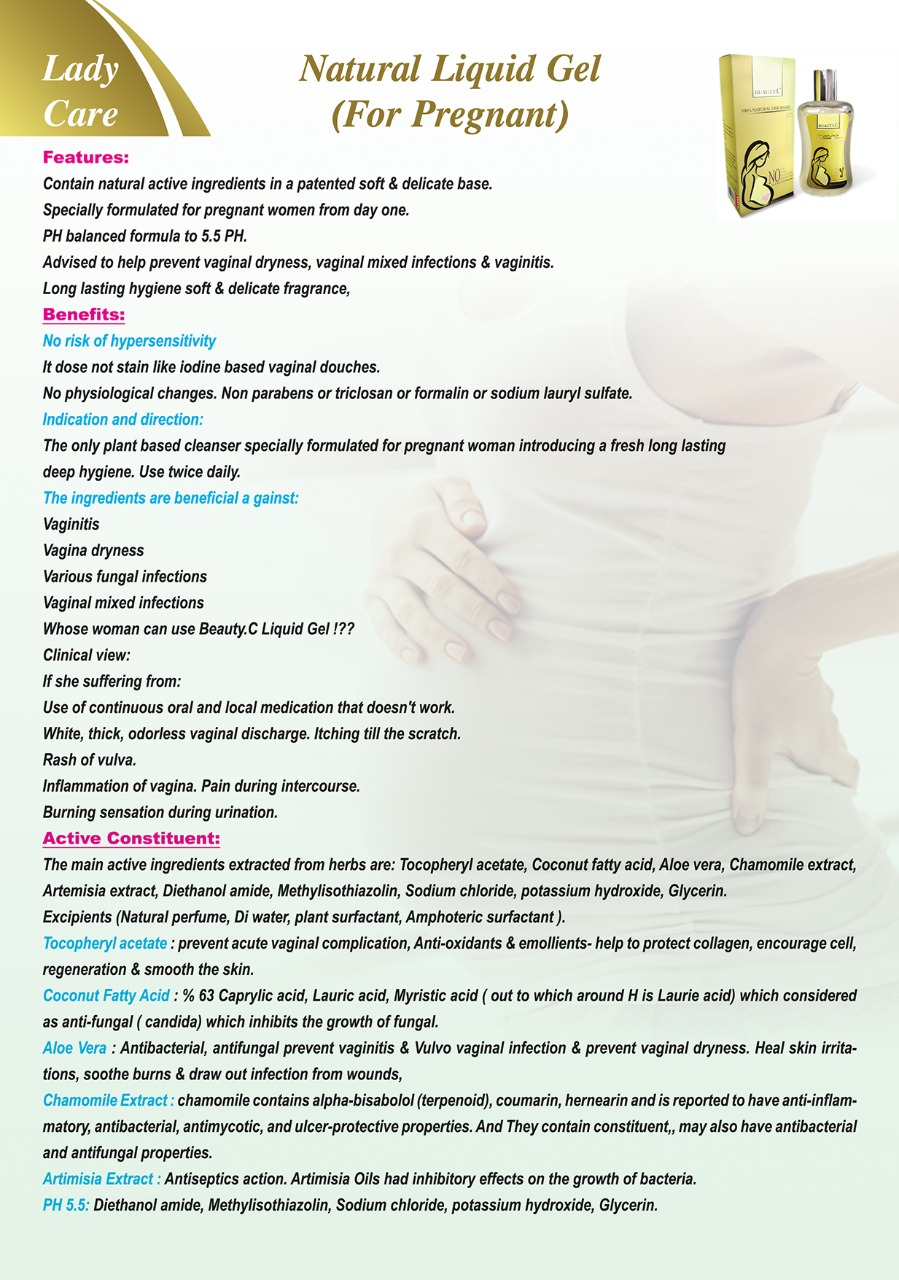 Lady
Care
Natural Liquid Gel
(For Pregnant)
BEAUTY.C
NO
BEAUTY.C
Features:
Contain natural active ingredients in a patented soft & delicate base.
Specially formulated for pregnant women from day one.
PH balanced formula to 5.5 PH.
Advised to help prevent vaginal dryness, vaginal mixed infections & vaginitis.
Long lasting hygiene soft & delicate fragrance,
Benefits:
No risk of hypersensitivity
It dose not stain like iodine based vaginal douches.
No physiological changes. Non parabens or triclosan or formalin or sodium lauryl sulfate.
Indication and direction:
The only plant based cleanser specially formulated for pregnant woman introducing a fresh long lasting
deep hygiene. Use twice daily.
The ingredients are beneficial a gainst:
Vaginitis
Vagina dryness
Various fungal infections
Vaginal mixed infections
Whose woman can use Beauty.C Liquid Gel !??
Clinical view:
If she suffering from:
Use of continuous oral and local medication that doesn't work.
White, thick, odorless vaginal discharge. Itching till the scratch.
Rash of vulva.
Inflammation of vagina. Pain during intercourse.
Burning sensation during urination.
Active Constituent:
The main active ingredients extracted from herbs are: Tocopheryl acetate, Coconut fatty acid, Aloe vera, Chamomile extract,
Artemisia extract, Diethanol amide, Methylisothiazolin, Sodium chloride, potassium hydroxide, Glycerin.
Excipients (Natural perfume, Di water, plant surfactant, Amphoteric surfactant ).
Tocopheryl acetate : prevent acute vaginal complication, Anti-oxidants & emollients- help to protect collagen, encourage cell,
regeneration & smooth the skin.
Coconut Fatty Acid : % 63 Caprylic acid, Lauric acid, Myristic acid ( out to which around H is Laurie acid) which considered
as anti-fungal ( candida) which inhibits the growth of fungal.
Aloe Vera : Antibacterial, antifungal prevent vaginitis & Vulvo vaginal infection & prevent vaginal dryness. Heal skin irrita-
tions, soothe burns & draw out infection from wounds,
Chamomile Extract : chamomile contains alpha-bisabolol (terpenoid), coumarin, hernearin and is reported to have anti-inflam-
matory, antibacterial, antimycotic, and ulcer-protective properties. And They contain constituent,, may also have antibacterial
and antifungal properties.
Artimisia Extract : Antiseptics action. Artimisia Oils had inhibitory effects on the growth of bacteria.
PH 5.5: Diethanol amide, Methylisothiazolin, Sodium chloride, potassium hydroxide, Glycerin.